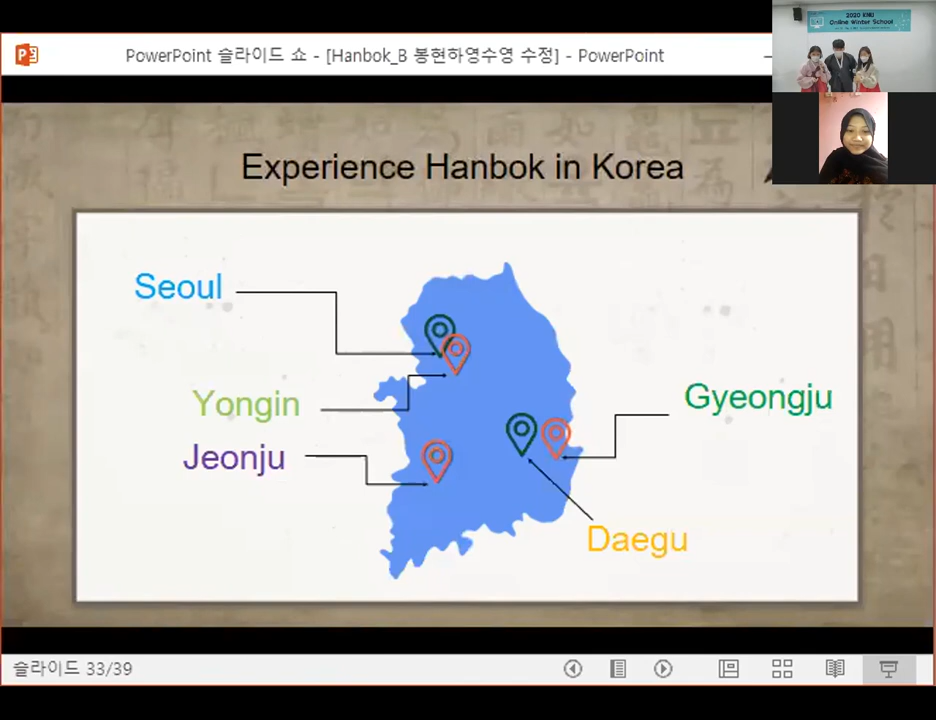 PowerPoint 슬라이드 쇼 - [Hanbok_B 봉현하영수영 수정] - PowerPoint
2020 KNU
Online Winter School
Experience Hanbok in Korea
Seoul
Yongin
Gyeongju
Jeonju
Daegu
슬라이드 33/39